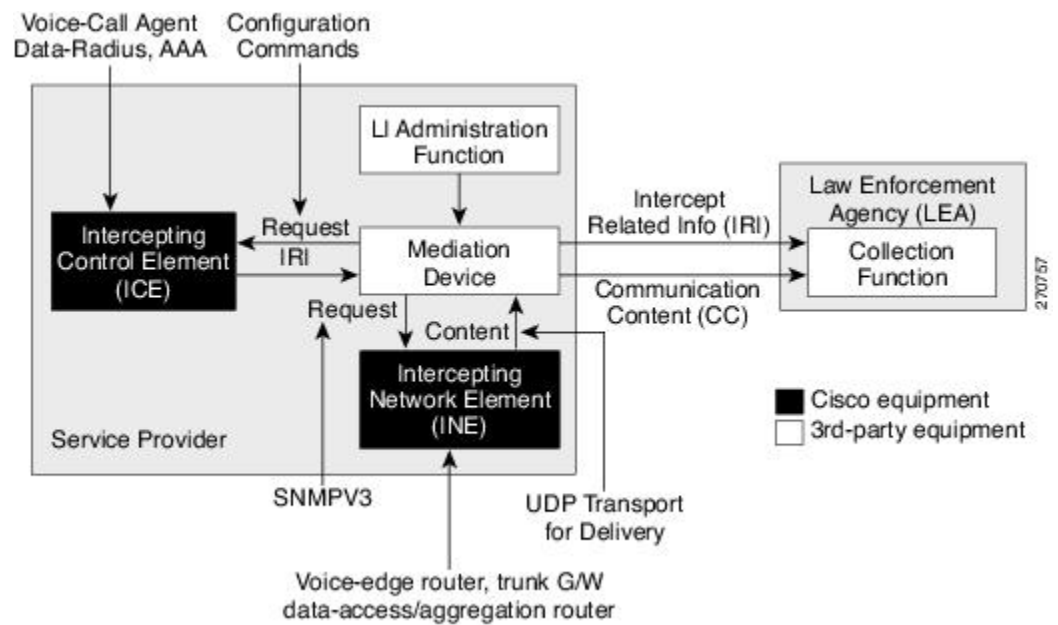 Voice-Call Agent
Data-Radius, AAA
Configuration
Commands
LI Administration
Function
Intercepting
Control Element
(ICE)
Request
IRI
Mediation
Device
Intercept
Related Info (IRI)
Communication
Content (CC)
Law Enforcement
Agency (LEA)
Collection
Function
270757
Request
Content
Intercepting
Network Element
(INE)
Service Provider
Cisco equipment
3rd-party equipment
SNMPV3
UDP Transport
for Delivery
Voice-edge router, trunk G/W
data-access/aggregation router